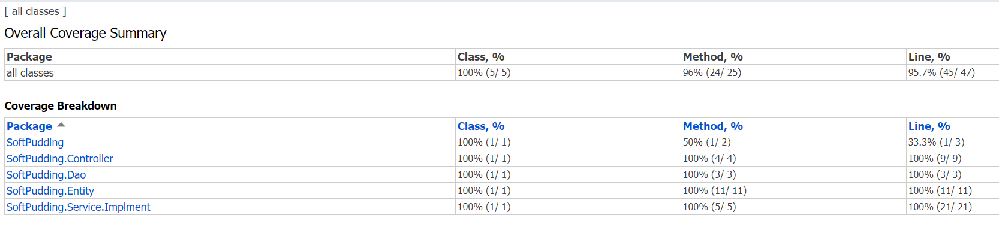 [ all classes ]
Overall Coverage Summary
Package Class, % Method, % Line, %
all classes 100% (5/ 5) 96% (24/ 25) 95.7% (45/ 47)
Coverage Breakdown
Package Class, % Method, % Line, %
SoftPudding 100% (1/ 1) 50% (1/ 2) 33.3% (1/ 3)
SoftPudding.Controller 100% (1/ 1) 100% (4/ 4) 100% (9/ 9)
SoftPudding.Dao 100% (1/ 1) 100% (3/ 3) 100% (3/ 3)
SoftPudding.Entity 100% (1/ 1) 100% (11/ 11) 100% (11/ 11)
SoftPudding.Service.Implment 100% (1/ 1) 100% (5/ 5) 100% (21/ 21)